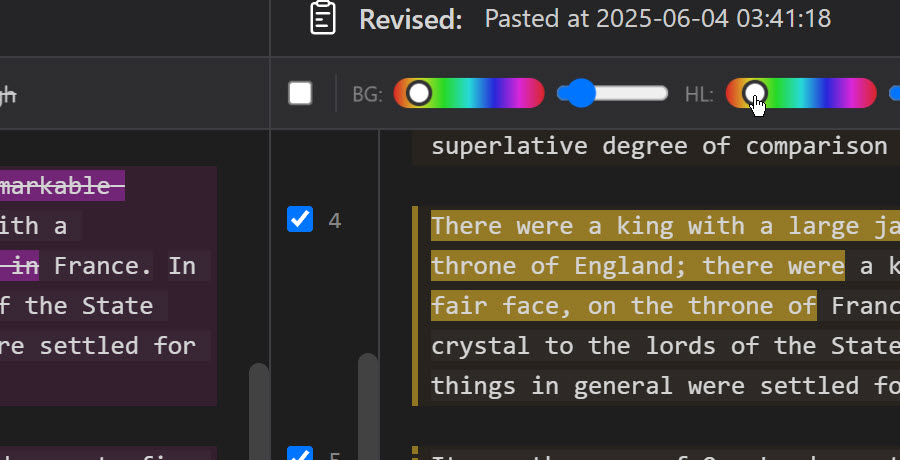 Revised: Pasted at 2025-06-04 03:41:18
BG: HL:
superlative degree of comparison
markable
4
There were a king with a large
ith a
in France. In
throne of England; there were a
f the State
fair face, on the throne of Franc
re settled for
crystal to the lords of the State
things in general were settled fo
5